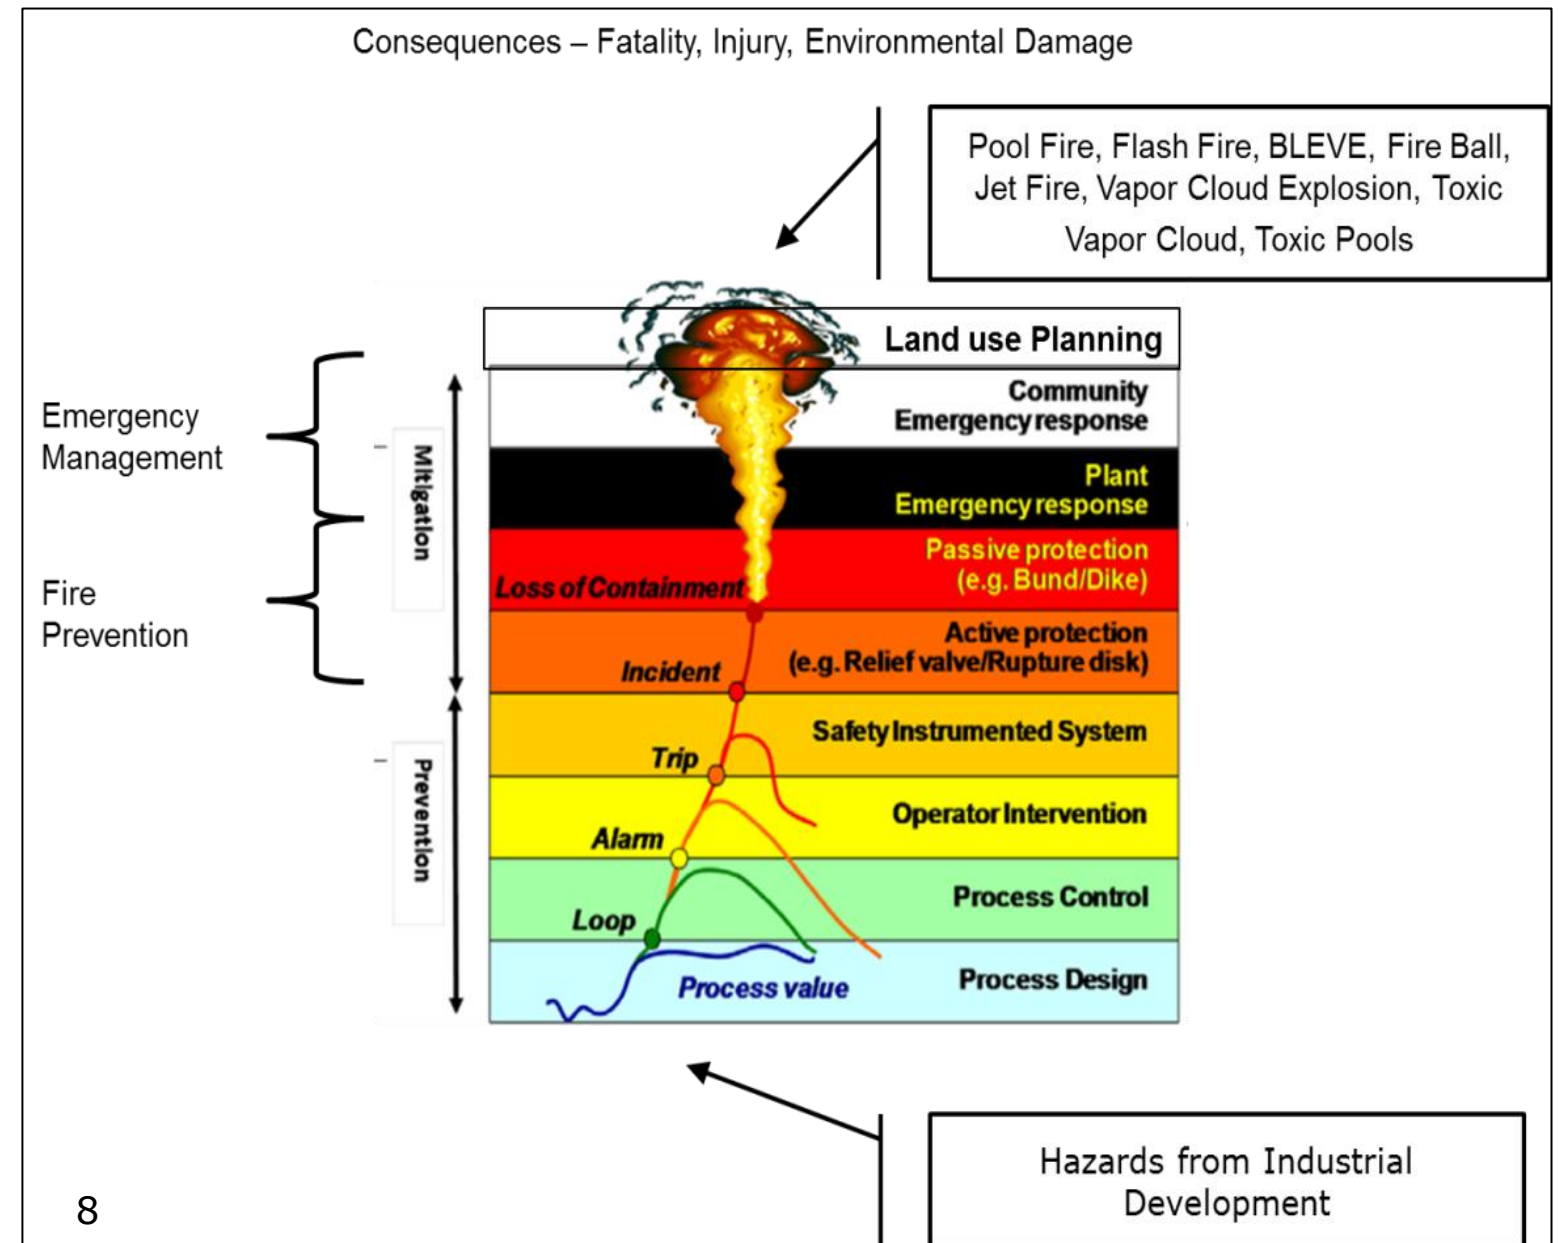 Consequences – Fatality, Injury, Environmental Damage
Pool Fire, Flash Fire, BLEVE, Fire Ball,
Jet Fire, Vapor Cloud Explosion, Toxic
Vapor Cloud, Toxic Pools
Land use Planning
Community
Emergency response
Emergency
Management
Mitigation
Plant
Emergency response
Passive protection
(e.g. Bund/Dike)
Loss of Containment
Fire
Prevention
Active protection
(e.g. Relief valve/Rupture disk)
Incident
Safety Instrumented System
Trip
Prevention
Operator Intervention
Alarm
Process Control
Loop
Process Design
Process value
Hazards from Industrial
Development
8